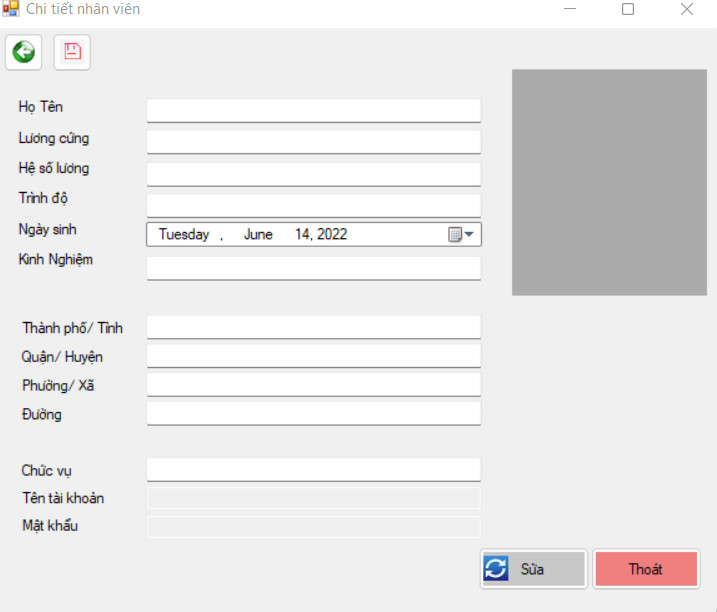 Chi tiết nhân viên
Họ Tên
Lương cứng
Hệ số lương
Trình độ
Ngày sinh
Tuesday , June 14, 2022
Kinh Nghiệm
Thành phố/ Tỉnh
Quận/ Huyện
Phường/ Xã
Đường
Chức vụ
Tên tài khoản
Mật khẩu
Sửa
Thoát